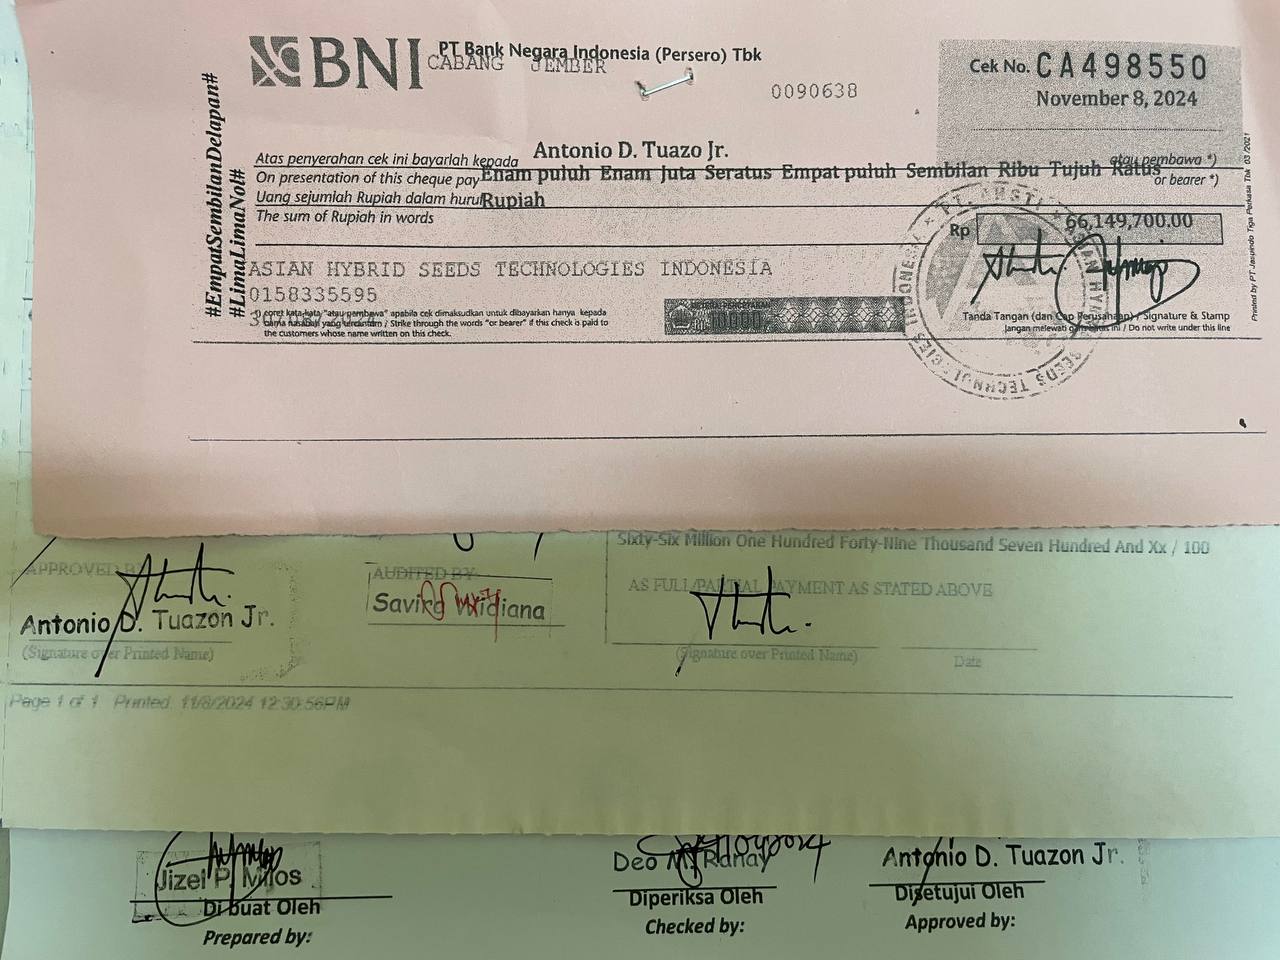 #EmpatSembilanDelapan#
#LimaLimaNol#
BNI
PT Bank Negara Indonesia (Persero) Tbk
CABANG JEMBER
0090638
Cek No. CA498550
November 8, 2024
Atas penyerahan cek ini bayarlah kepada
Antonio D. Tuazo Jr.
atau pembawa *)
On presentation of this cheque pay
Enam puluh Enam Juta Seratus Empat puluh Sembilan Ribu Tujuh Ratus
or bearer *)
Uang sejumlah Rupiah dalam huruf
Rupiah
The sum of Rupiah in words
Rp 66,149,700.00
ASIAN HYBRID SEEDS TECHNOLOGIES INDONESIA
0158335595
coret kata-kata "atau pembawa" apabila cek dimaksudkan untuk dibayarkan hanya kepada
/ Strike through the words "or bearer" if this check is paid to
the customers whose name written on this check.
10000
Tanda Tangan (dan Cap Perusahaan) / Signature & Stamp
Jangan melewati garis batas ini / Do not write under this line
Printed by PT Jaspindo Tiga Perkasa Tbk 03/2021
Sixty-Six Million One Hundred Forty-Nine Thousand Seven Hundred And Xx / 100
APPROVED BY
AUDITED BY
AS FULL/PARTIAL PAYMENT AS STATED ABOVE
Antonio D. Tuazon Jr.
Savira Widiana
(Signature over Printed Name)
(Signature over Printed Name)
Date
Page 1 of 1 Printed 11/8/2024 12:30:56PM
Jizel P. Milos
Deo M. Ranay
Antonio D. Tuazon Jr.
Di buat Oleh
Diperiksa Oleh
Disetujui Oleh
Prepared by:
Checked by:
Approved by: